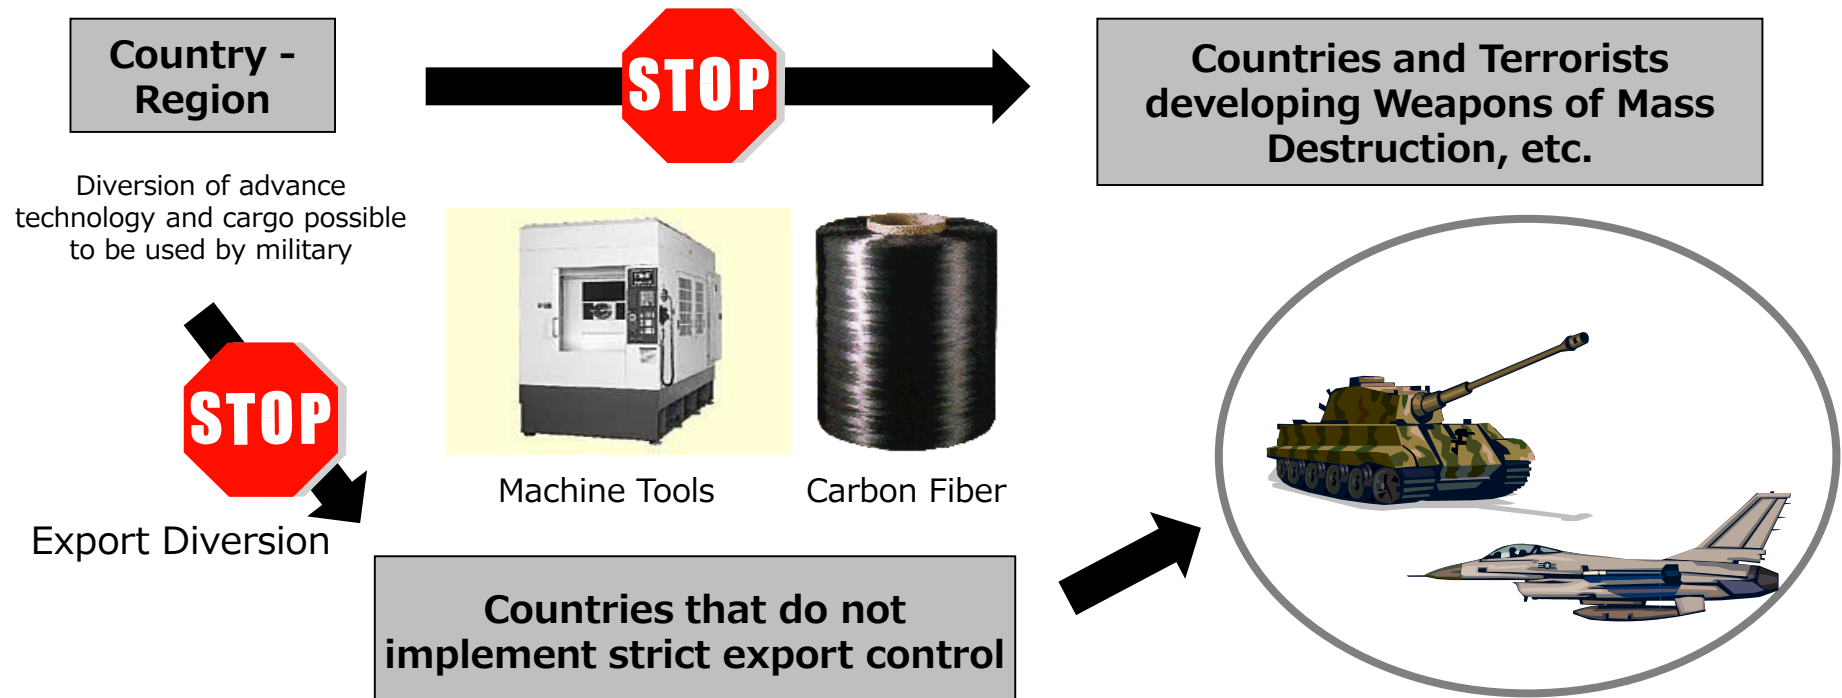 Country -
Region
STOP
Countries and Terrorists
developing Weapons of Mass
Destruction, etc.
Diversion of advance
technology and cargo possible
to be used by military
STOP
Machine Tools
Carbon Fiber
Export Diversion
Countries that do not
implement strict export control